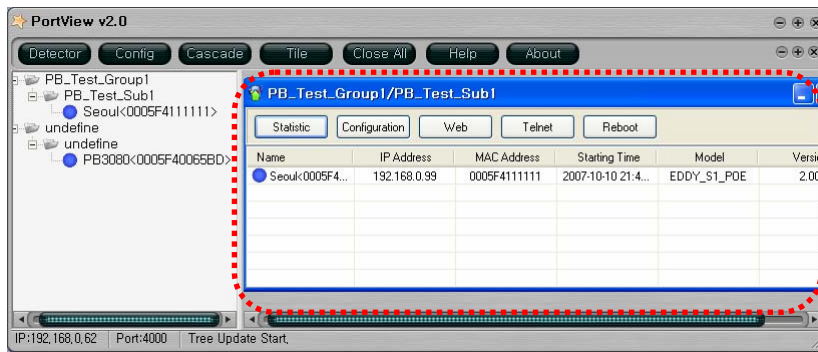 PortView v2.0
Detector Config Cascade Tile Close All Help About
PB_Test_Group1
PB_Test_Sub1
Seoul<0005F4111111>
undefine
undefine
PB3080<0005F40065BD>
PB_Test_Group1/PB_Test_Sub1
Statistic Configuration Web Telnet Reboot
Name IP Address MAC Address Starting Time Model Versi
Seoul<0005F4... 192.168.0.99 0005F4111111 2007-10-10 21:4... EDDY_S1_POE 2.00
IP:192,168,0,62 Port:4000 Tree Update Start,